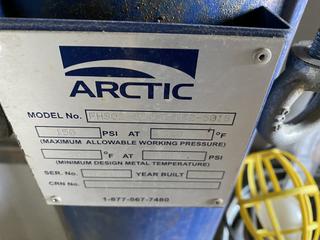 ARCTIC
MODEL No.
150 PSI AT °F
(MAXIMUM ALLOWABLE WORKING PRESSURE)
°F AT PSI
(MINIMUM DESIGN METAL TEMPERATURE)
SER. No. YEAR BUILT
CRN No.
1-877-567-7480